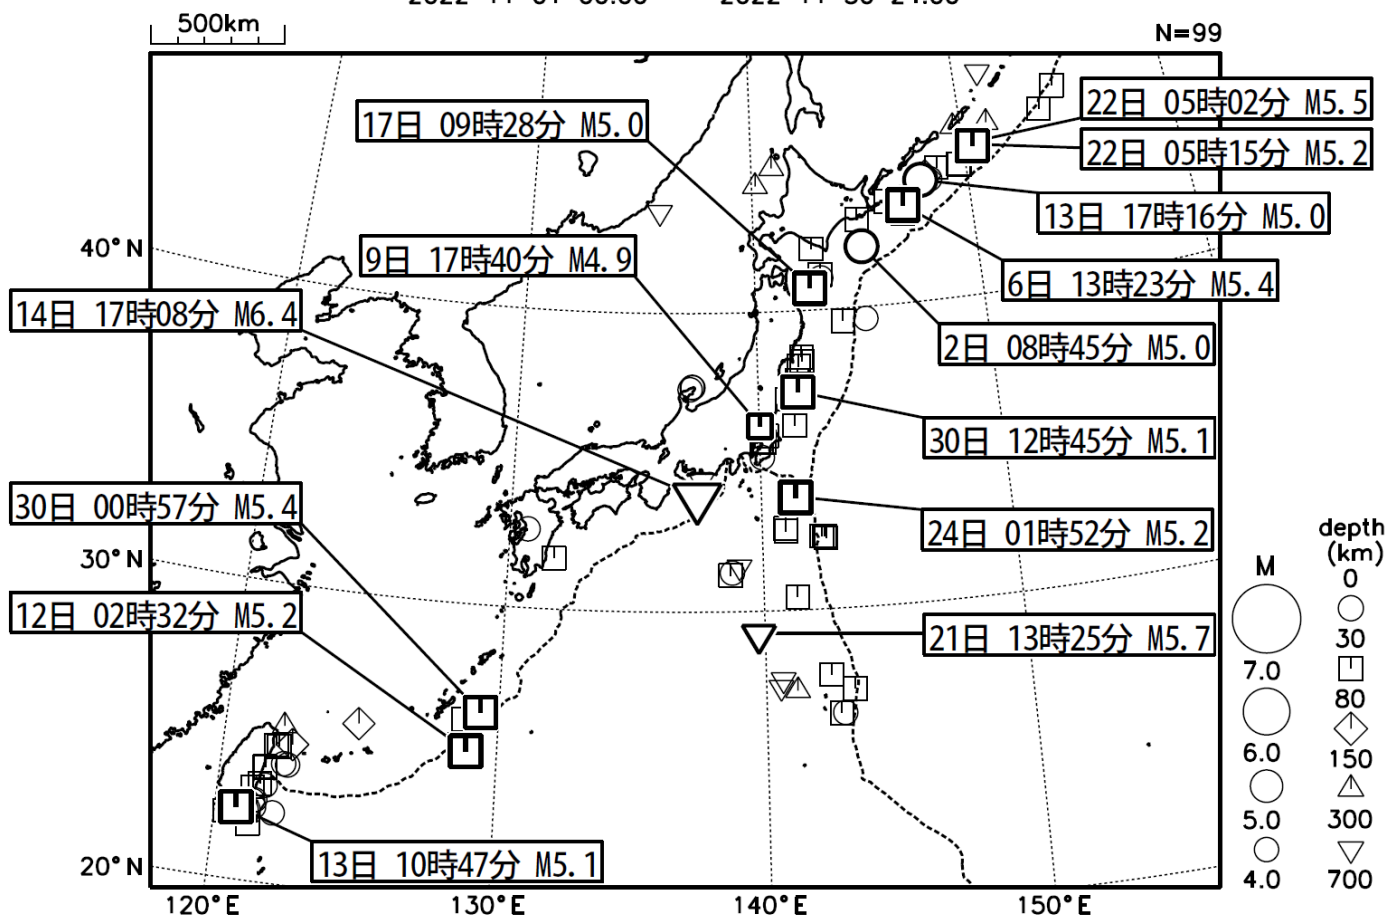 500km
N=99
22日 05時02分 M5.5
17日 09時28分 M5.0
22日 05時15分 M5.2
13日 17時16分 M5.0
40°N
9日 17時40分 M4.9
6日 13時23分 M5.4
14日 17時08分 M6.4
2日 08時45分 M5.0
30日 12時45分 M5.1
30日 00時57分 M5.4
24日 01時52分 M5.2
30°N
12日 02時32分 M5.2
21日 13時25分 M5.7
13日 10時47分 M5.1
20°N
120°E
130°E
140°E
150°E
M
7.0
6.0
5.0
4.0
depth
(km)
0
30
80
150
300
700